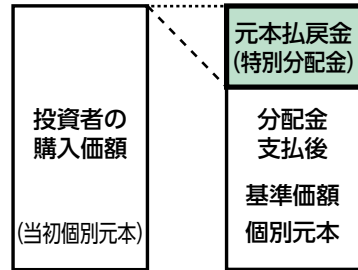 投資者の
購入価額
(当初個別元本)
元本払戻金
(特別分配金)
分配金
支払後
基準価額
個別元本